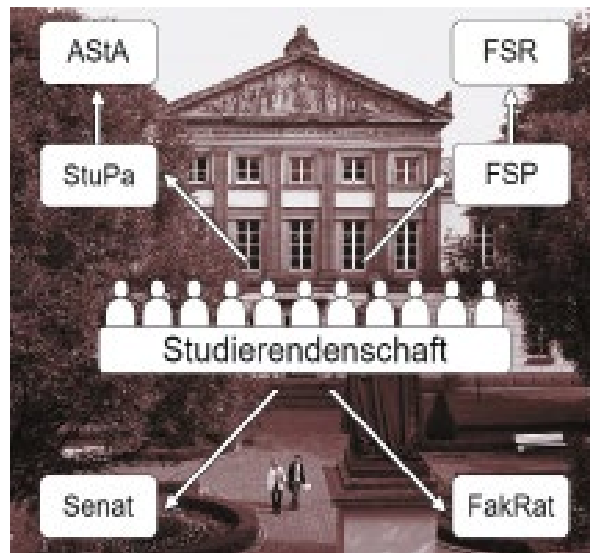 AStA
FSR
StuPa
FSP
Studierendenschaft
Senat
FakRat